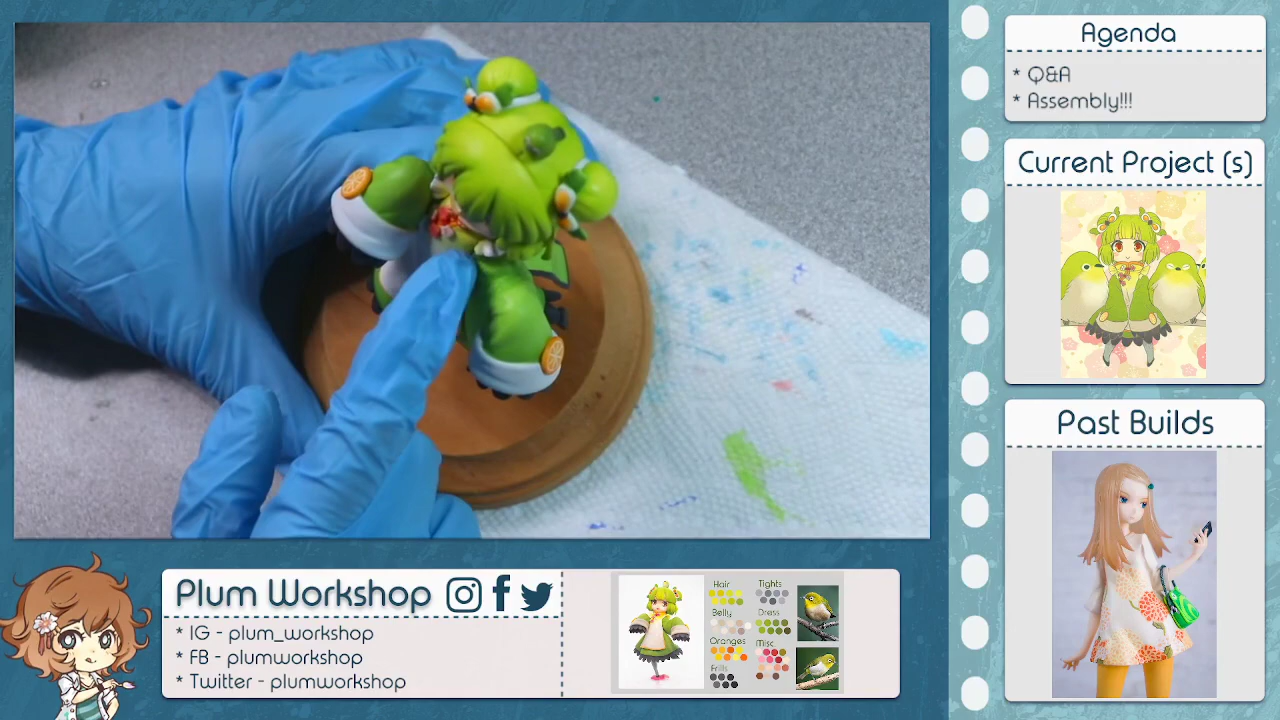 Agenda
* Q&A
* Assembly!!!
Current Project (s)
Past Builds
Plum Workshop
* IG - plum_workshop
* FB - plumworkshop
* Twitter - plumworkshop
Hair
Tights
Belly
Dress
Oranges
Misc.
Frills